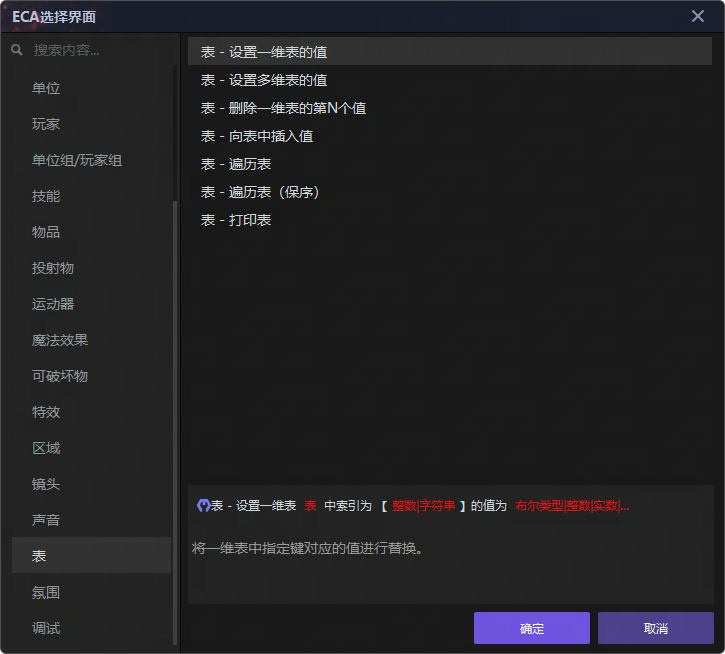 ECA选择界面
搜索内容...
单位
玩家
单位组/玩家组
技能
物品
投射物
运动器
魔法效果
可破坏物
特效
区域
镜头
声音
表
氛围
调试
表 - 设置一维表的值
表 - 设置多维表的值
表 - 删除一维表的第N个值
表 - 向表中插入值
表 - 遍历表
表 - 遍历表（保序）
表 - 打印表
表 - 设置一维表 表 中索引为 【 整数|字符串 】的值为 布尔类型|整数|实数|...
将一维表中指定键对应的值进行替换。
确定
取消